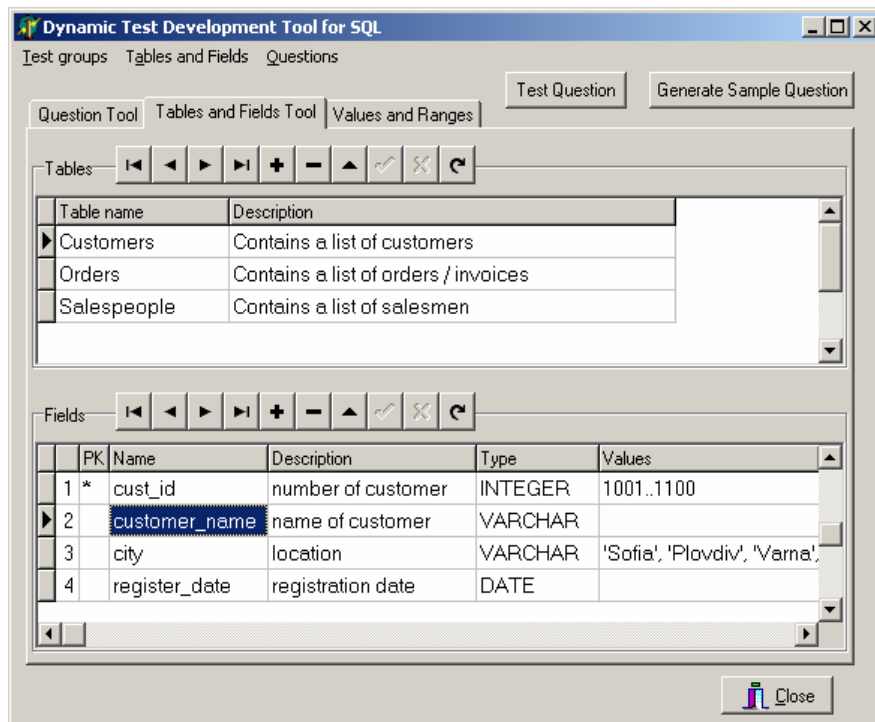 Dynamic Test Development Tool for SQL
Test groups Tables and Fields Questions
Test Question Generate Sample Question
Question Tool Tables and Fields Tool Values and Ranges
Tables
Table name Description
Customers Contains a list of customers
Orders Contains a list of orders / invoices
Salespeople Contains a list of salesmen
Fields
PK Name Description Type Values
1 * cust_id number of customer INTEGER 1001..1100
2 customer_name name of customer VARCHAR
3 city location VARCHAR 'Sofia', 'Plovdiv', 'Varna',
4 register_date registration date DATE
Close